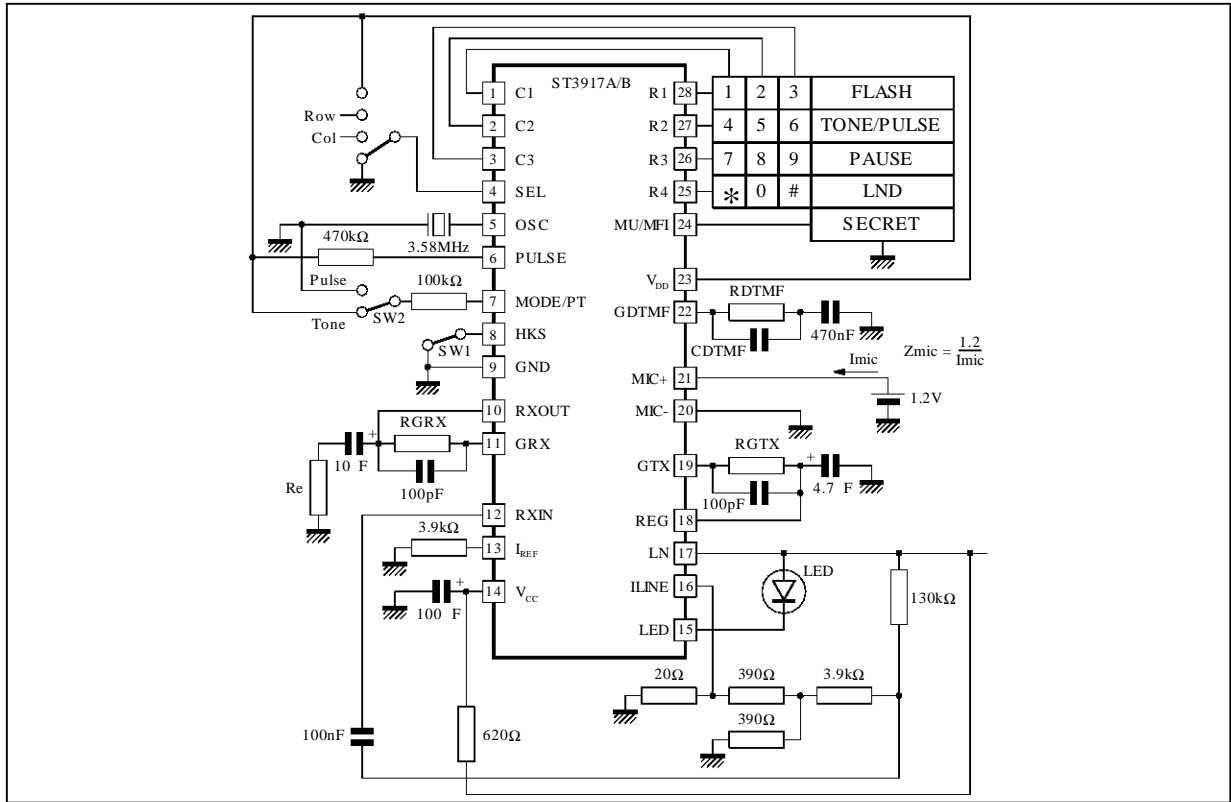 ST3917A/B
1 C1
2 C2
3 C3
4 SEL
5 OSC
6 PULSE
7 MODE/PT
8 HKS
9 GND
10 RXOUT
11 GRX
12 RXIN
13 IREF
14 VCC
R1 28
R2 27
R3 26
R4 25
MU/MFI 24
VDD 23
GDTMF 22
MIC+ 21
MIC- 20
GTX 19
REG 18
LN 17
ILINE 16
LED 15
1 2 3 FLASH
4 5 6 TONE/PULSE
7 8 9 PAUSE
* 0 # LND
SECRET
Row
Col
3.58MHz
470kΩ
Pulse
100kΩ
Tone
SW2
SW1
RGRX
10 F
100pF
Re
3.9kΩ
100 F
100nF
620Ω
RDTMF
CDTMF
470nF
Imic
Zmic = 1.2
Imic
1.2V
RGTX
100pF
4.7 F
LED
130kΩ
20Ω
390Ω
3.9kΩ
390Ω
+
+
+